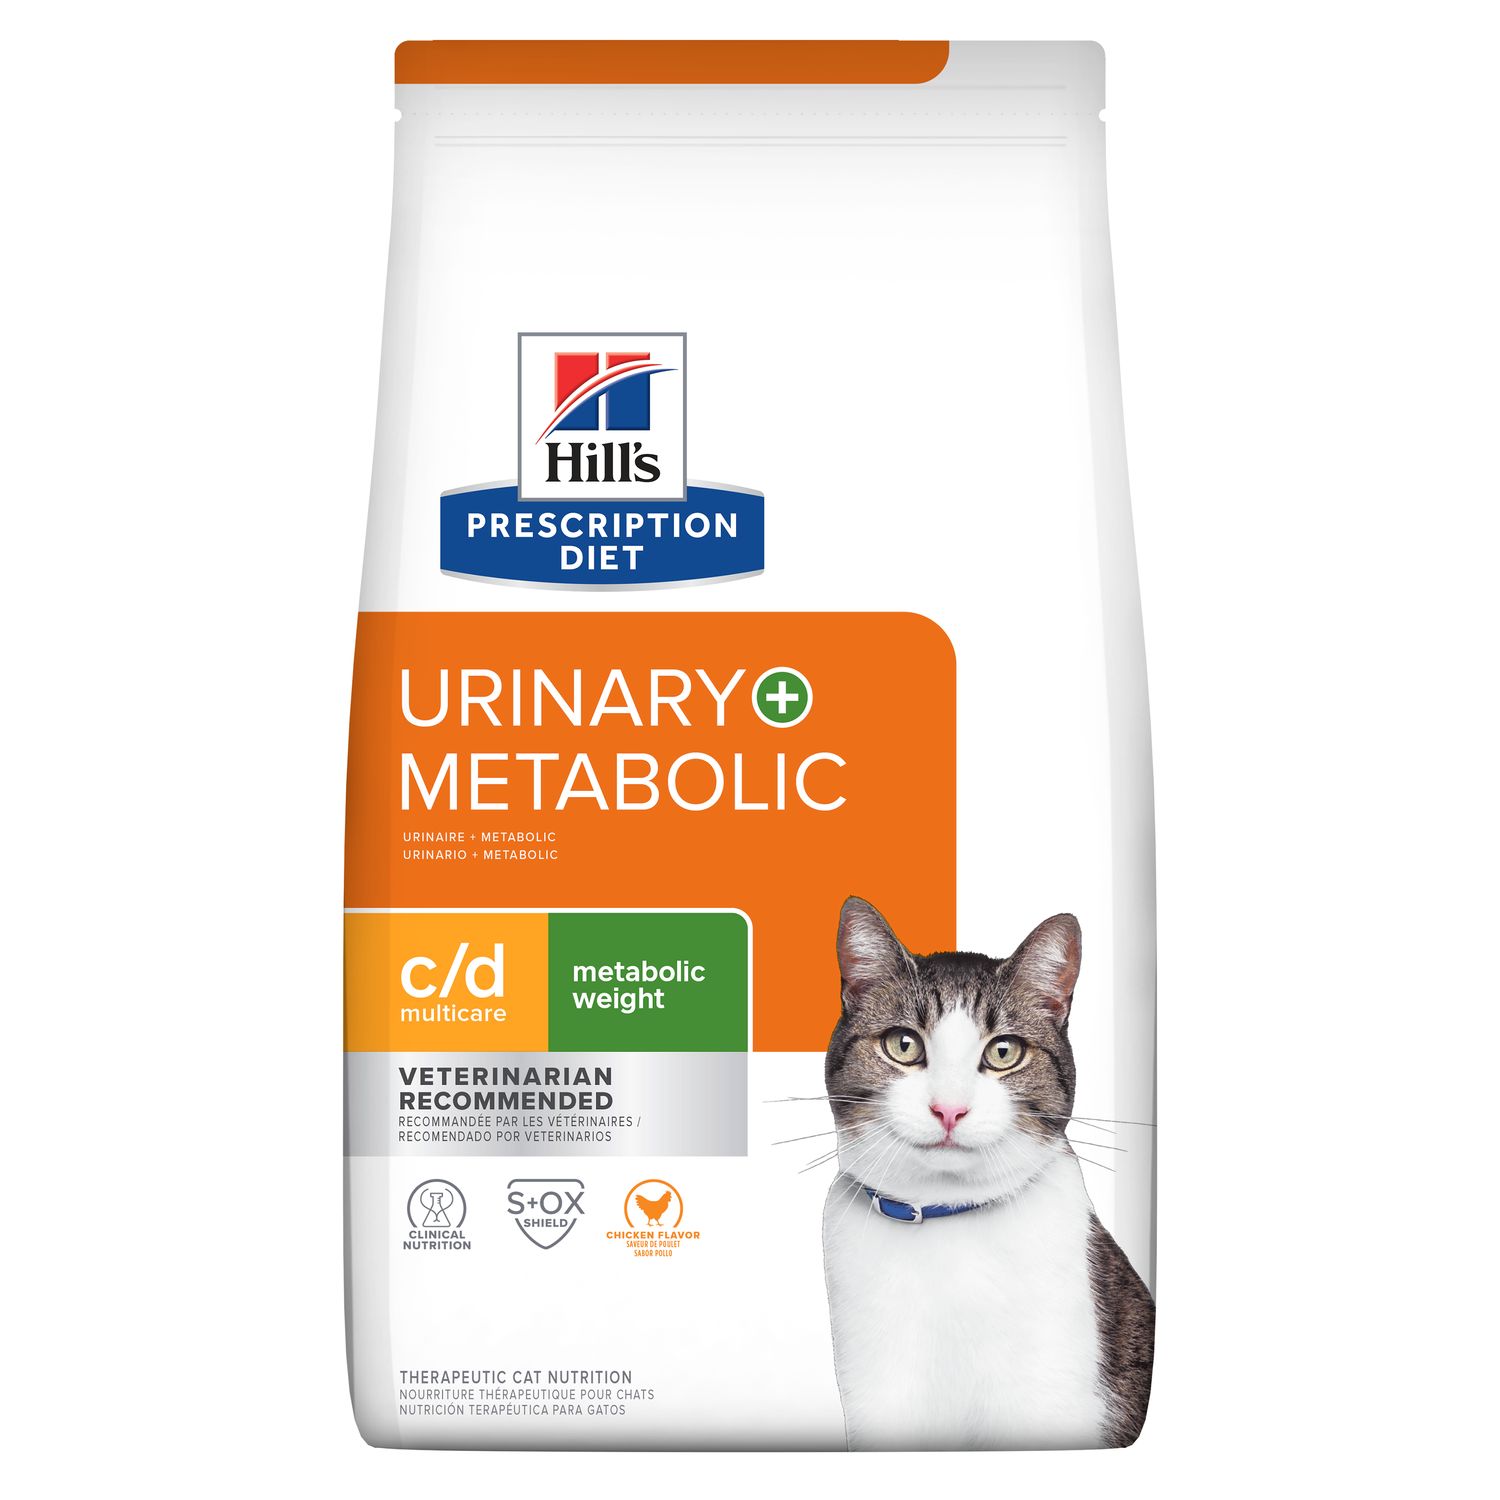 Hill's
PRESCRIPTION
DIET
URINARY+
METABOLIC
URINAIRE + METABOLIC
URINARIO + METABOLIC
c/d
multicare
metabolic
weight
VETERINARIAN
RECOMMENDED
RECOMMANDÉE PAR LES VÉTÉRINAIRES /
RECOMENDADO POR VETERINARIOS
CLINICAL
NUTRITION
S+OX
SHIELD
CHICKEN FLAVOR
SAVEUR DE POULET
SABOR POLLO
THERAPEUTIC CAT NUTRITION
NOURRITURE THÉRAPEUTIQUE POUR CHATS
NUTRICIÓN TERAPÉUTICA PARA GATOS